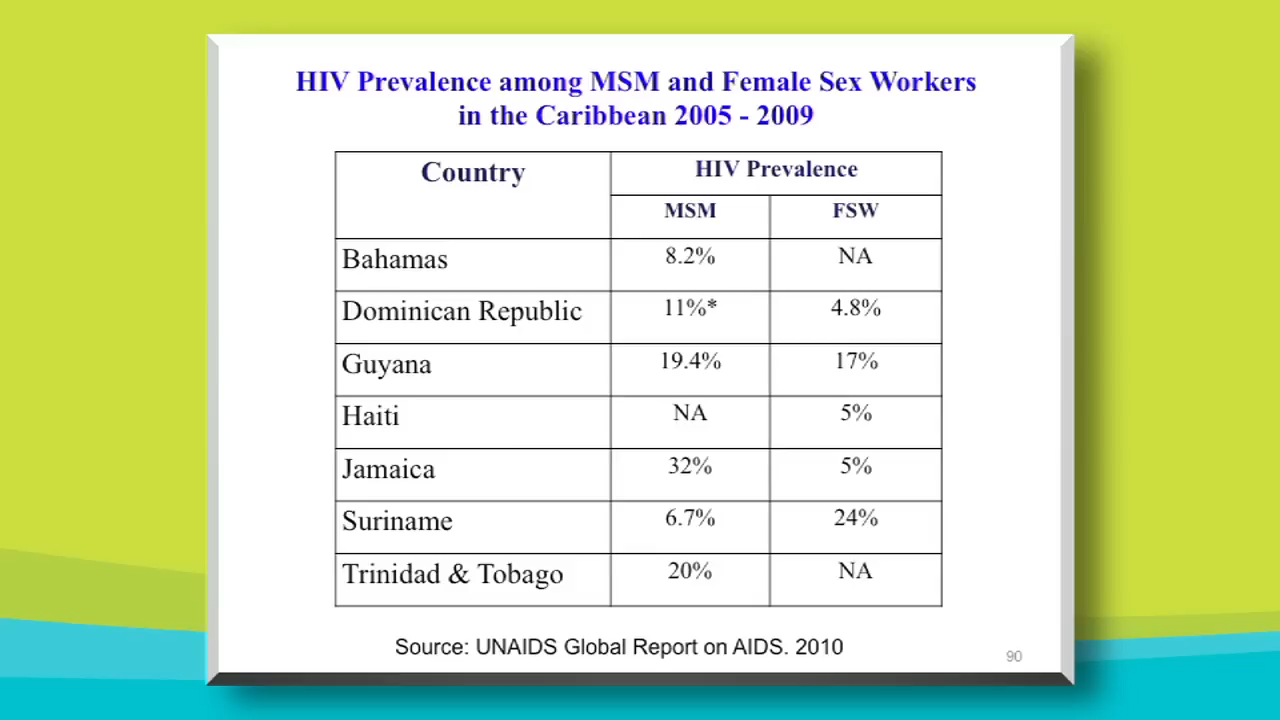 HIV Prevalence among MSM and Female Sex Workers
in the Caribbean 2005 - 2009
Country HIV Prevalence
MSM FSW
Bahamas 8.2% NA
Dominican Republic 11%* 4.8%
Guyana 19.4% 17%
Haiti NA 5%
Jamaica 32% 5%
Suriname 6.7% 24%
Trinidad & Tobago 20% NA
Source: UNAIDS Global Report on AIDS. 2010
90